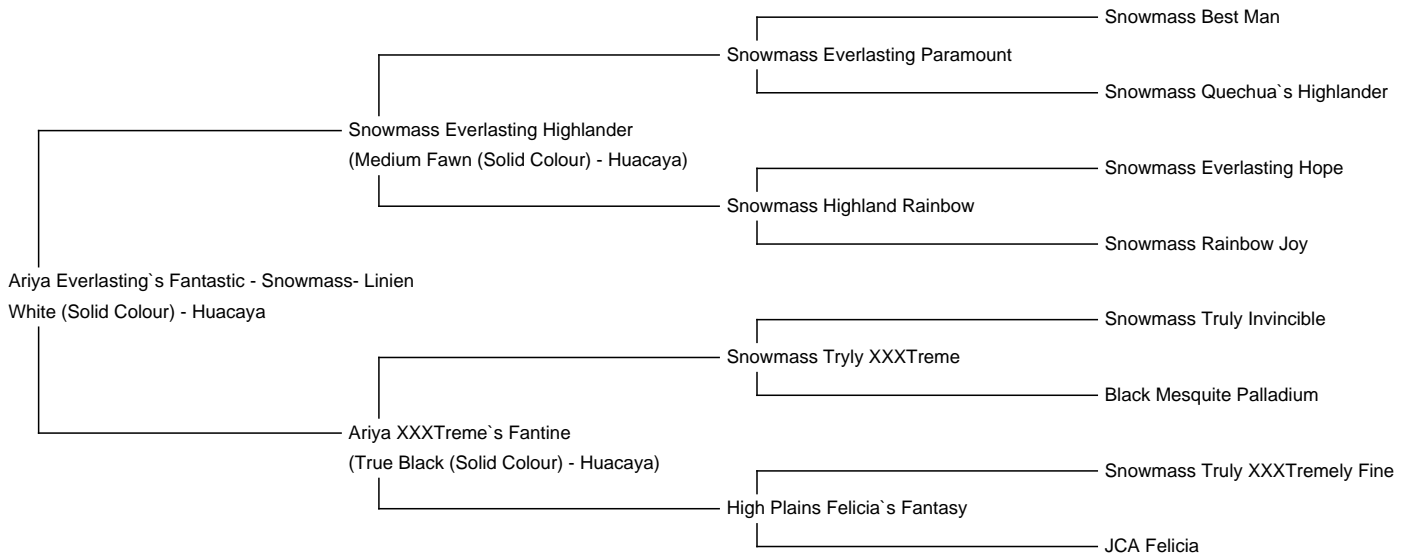 Snowmass Best Man
Snowmass Everlasting Paramount
Snowmass Quechua`s Highlander
Snowmass Everlasting Highlander
(Medium Fawn (Solid Colour) - Huacaya)
Snowmass Everlasting Hope
Snowmass Highland Rainbow
Snowmass Rainbow Joy
Ariya Everlasting`s Fantastic - Snowmass- Linien
White (Solid Colour) - Huacaya
Snowmass Truly Invincible
Snowmass Tryly XXXTreme
Black Mesquite Palladium
Ariya XXXTreme`s Fantine
(True Black (Solid Colour) - Huacaya)
Snowmass Truly XXXTremely Fine
High Plains Felicia`s Fantasy
JCA Felicia